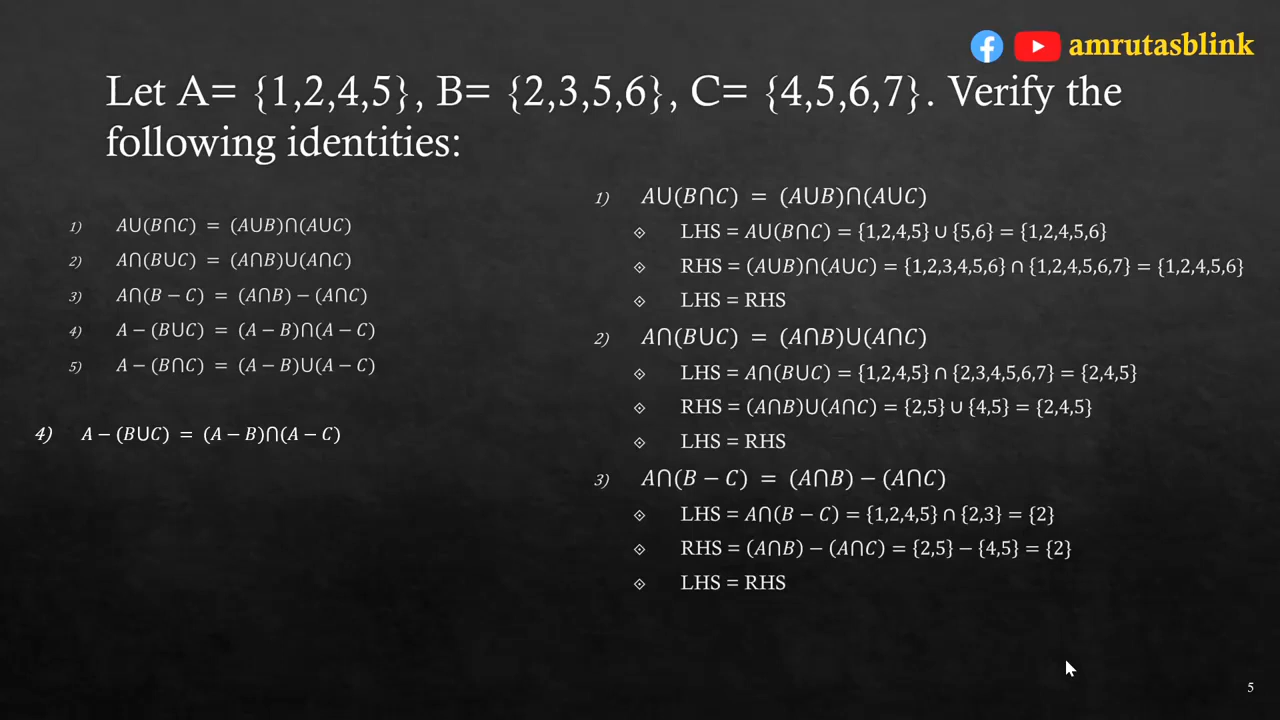 amrutasblink
Let A= {1,2,4,5}, B= {2,3,5,6}, C= {4,5,6,7}. Verify the
following identities:
1) A∪(B∩C) = (A∪B)∩(A∪C)
2) A∩(B∪C) = (A∩B)∪(A∩C)
3) A∩(B − C) = (A∩B) − (A∩C)
4) A − (B∪C) = (A − B)∩(A − C)
5) A − (B∩C) = (A − B)∪(A − C)
4) A − (B∪C) = (A − B)∩(A − C)
1) A∪(B∩C) = (A∪B)∩(A∪C)
LHS = A∪(B∩C) = {1,2,4,5} ∪ {5,6} = {1,2,4,5,6}
RHS = (A∪B)∩(A∪C) = {1,2,3,4,5,6} ∩ {1,2,4,5,6,7} = {1,2,4,5,6}
LHS = RHS
2) A∩(B∪C) = (A∩B)∪(A∩C)
LHS = A∩(B∪C) = {1,2,4,5} ∩ {2,3,4,5,6,7} = {2,4,5}
RHS = (A∩B)∪(A∩C) = {2,5} ∪ {4,5} = {2,4,5}
LHS = RHS
3) A∩(B − C) = (A∩B) − (A∩C)
LHS = A∩(B − C) = {1,2,4,5} ∩ {2,3} = {2}
RHS = (A∩B) − (A∩C) = {2,5} − {4,5} = {2}
LHS = RHS
5